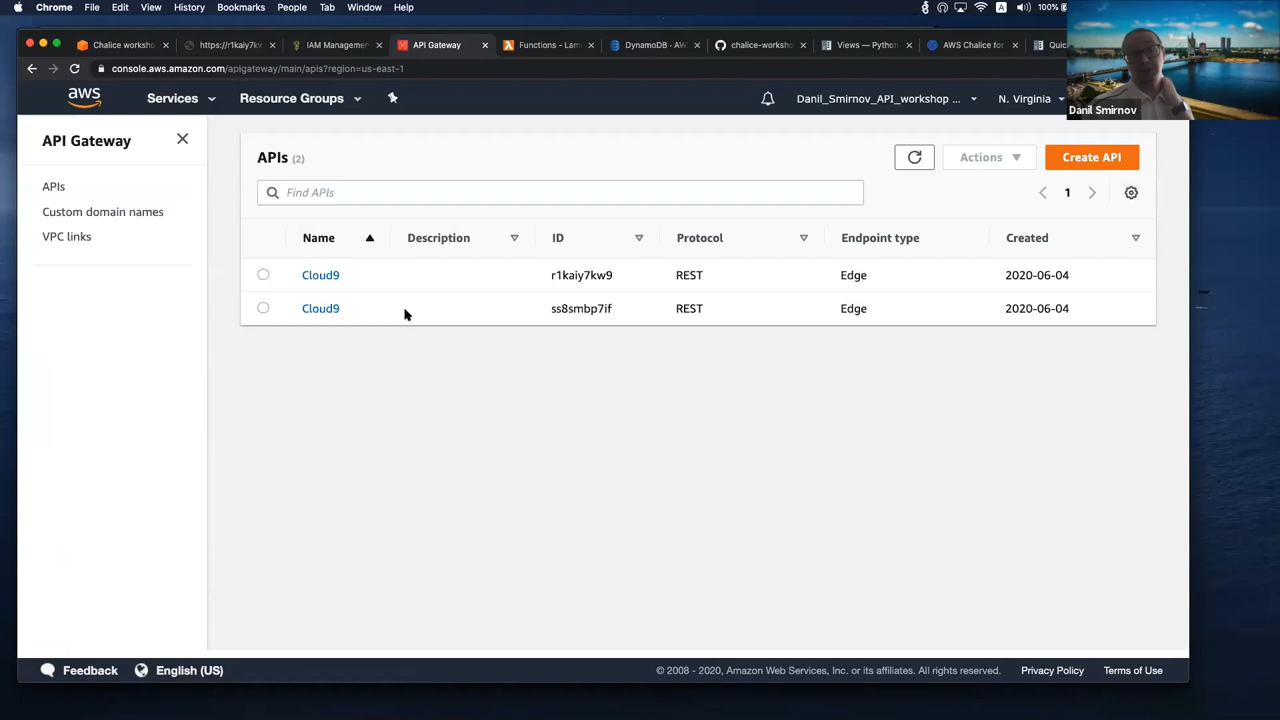 Chrome File Edit View History Bookmarks People Tab Window Help
A 100%
Chalice worksho
https://r1kaiy7kv
IAM Manageme
API Gateway
Functions - Lam
DynamoDB - AW
chalice-worksho
Views — Python
AWS Chalice for
Quic
console.aws.amazon.com/apigateway/main/apis?region=us-east-1
aws Services Resource Groups Danil_Smirnov_API_workshop ... N. Virginia
Danil Smirnov
API Gateway
APIs
Custom domain names
VPC links
APIs (2)
Actions
Create API
Find APIs
1
Name Description ID Protocol Endpoint type Created
Cloud9 r1kaiy7kw9 REST Edge 2020-06-04
Cloud9 ss8smbp7if REST Edge 2020-06-04
Feedback English (US) © 2008 - 2020, Amazon Web Services, Inc. or its affiliates. All rights reserved. Privacy Policy Terms of Use